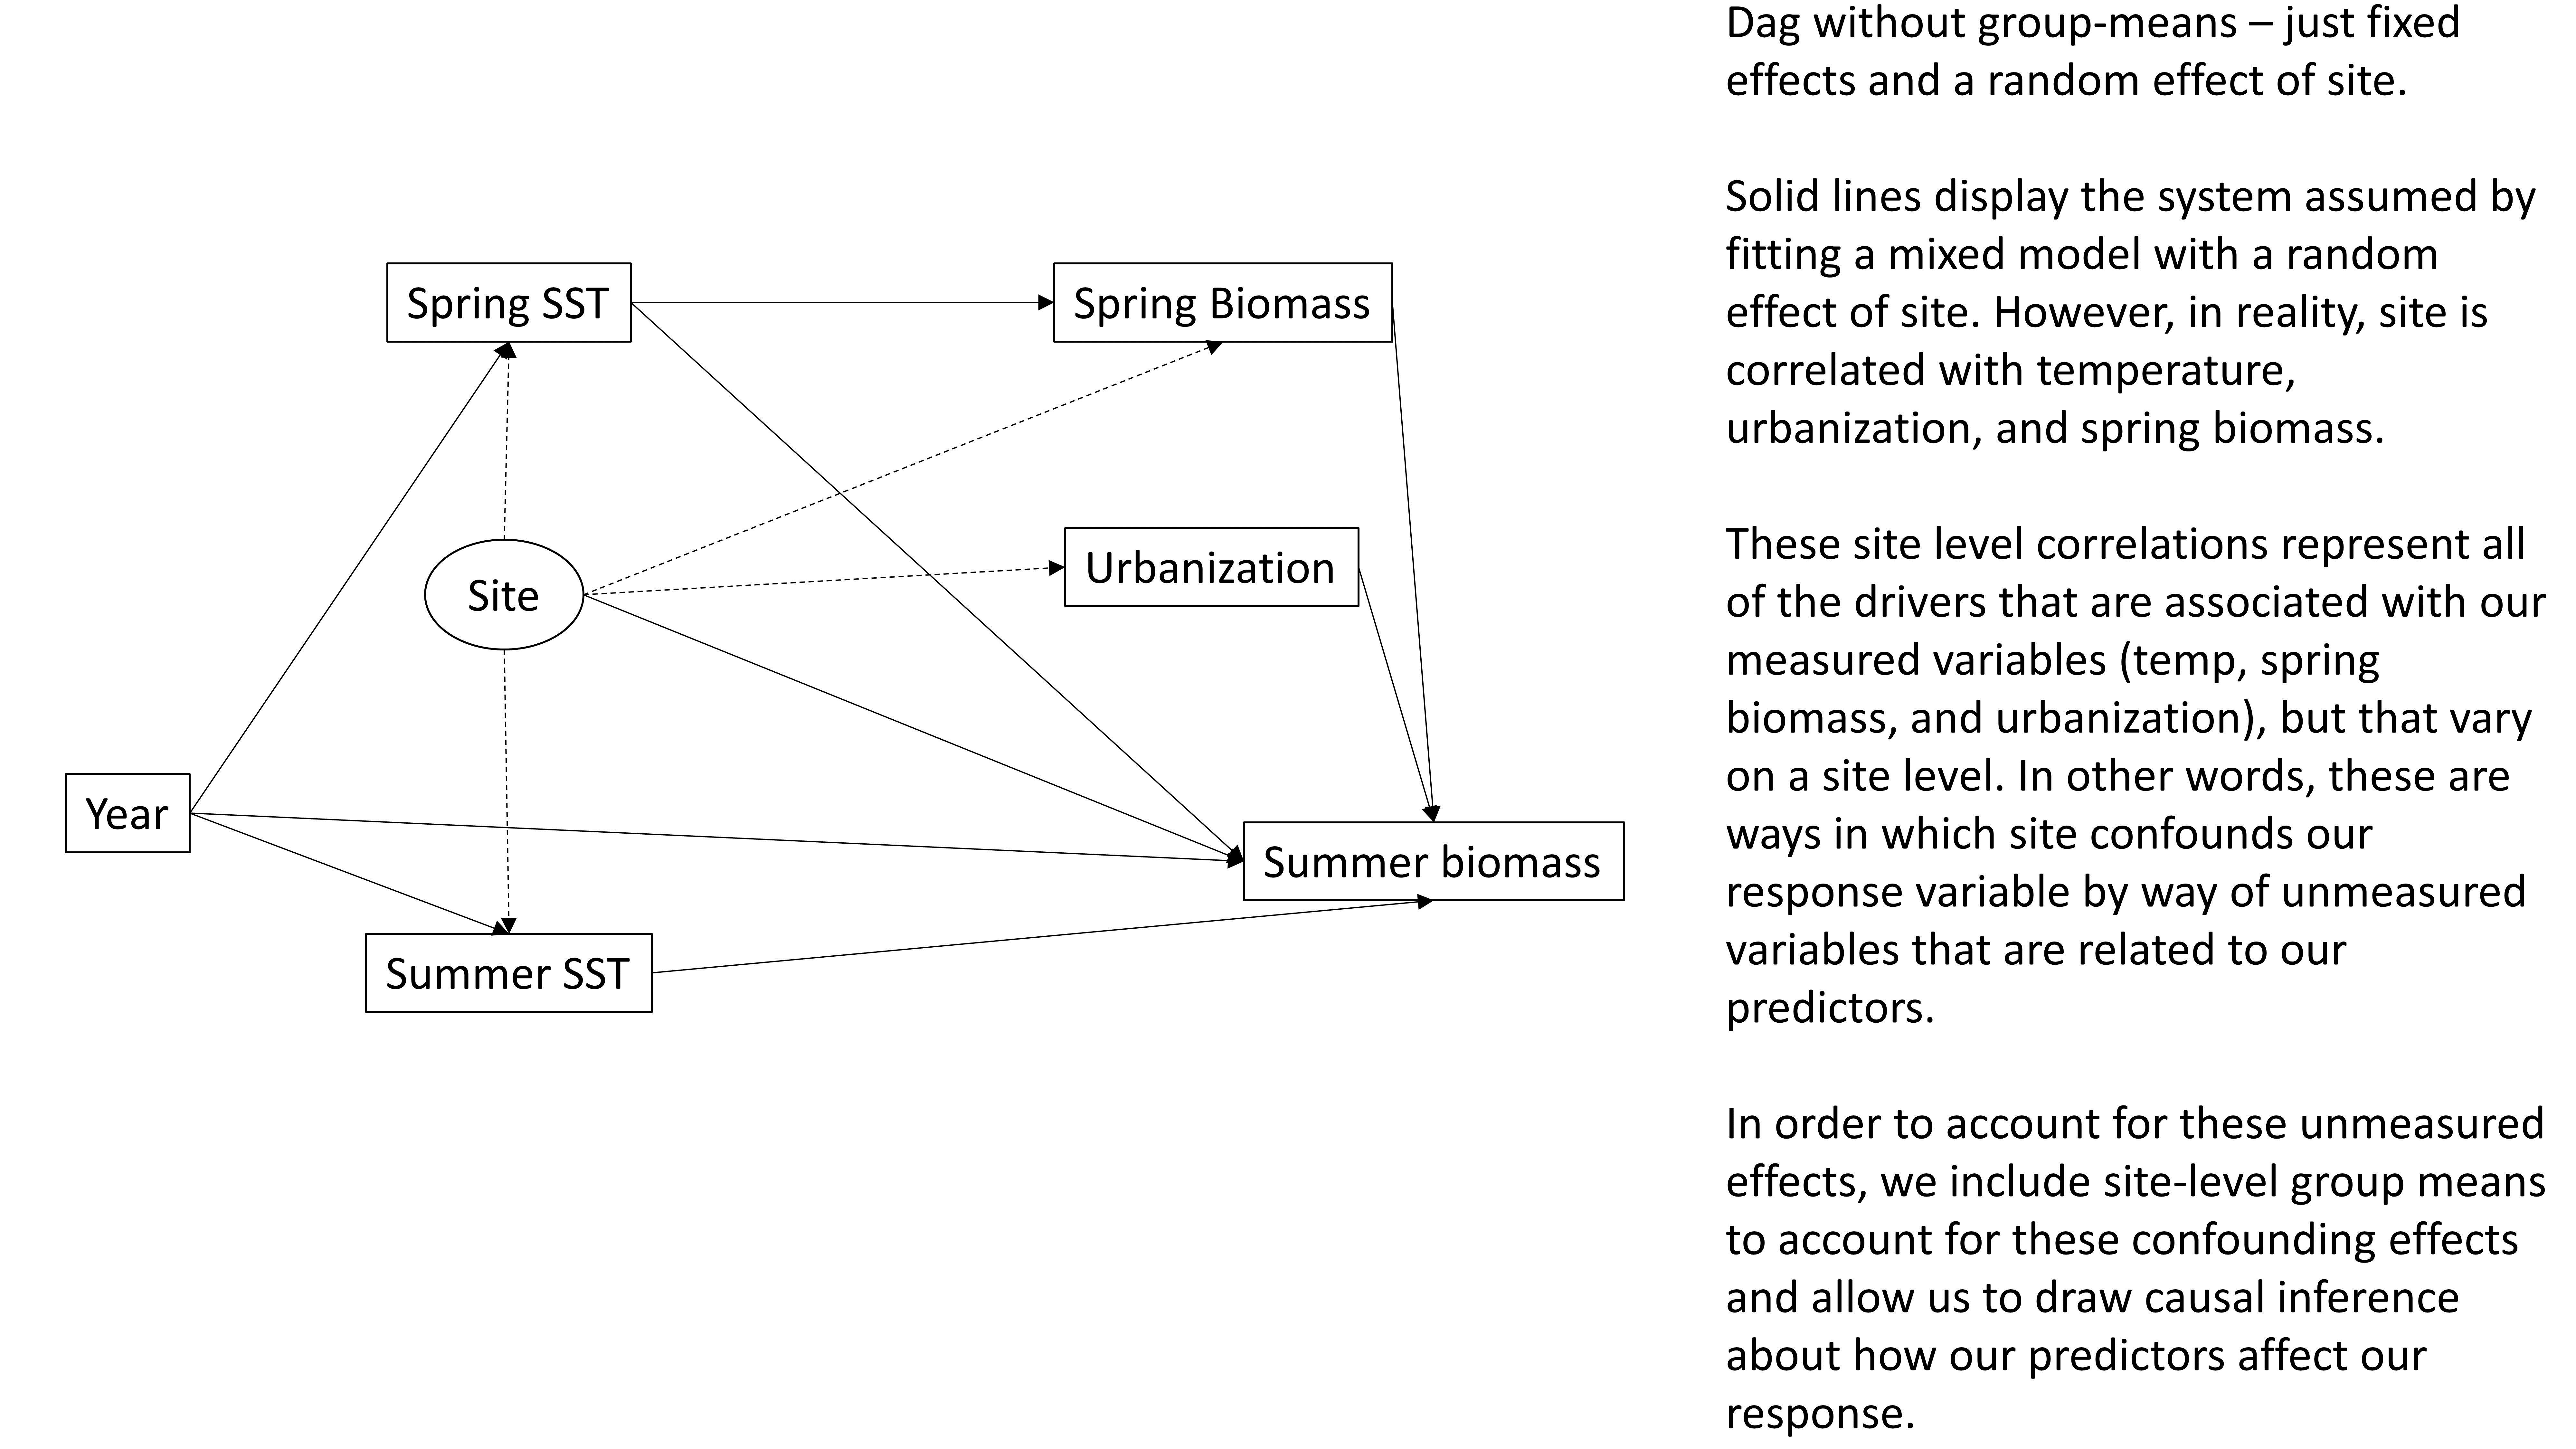 Dag without group-means – just fixed
effects and a random effect of site.
Solid lines display the system assumed by
fitting a mixed model with a random
effect of site. However, in reality, site is
correlated with temperature,
urbanization, and spring biomass.
These site level correlations represent all
of the drivers that are associated with our
measured variables (temp, spring
biomass, and urbanization), but that vary
on a site level. In other words, these are
ways in which site confounds our
response variable by way of unmeasured
variables that are related to our
predictors.
In order to account for these unmeasured
effects, we include site-level group means
to account for these confounding effects
and allow us to draw causal inference
about how our predictors affect our
response.
Spring SST
Spring Biomass
Urbanization
Site
Year
Summer biomass
Summer SST